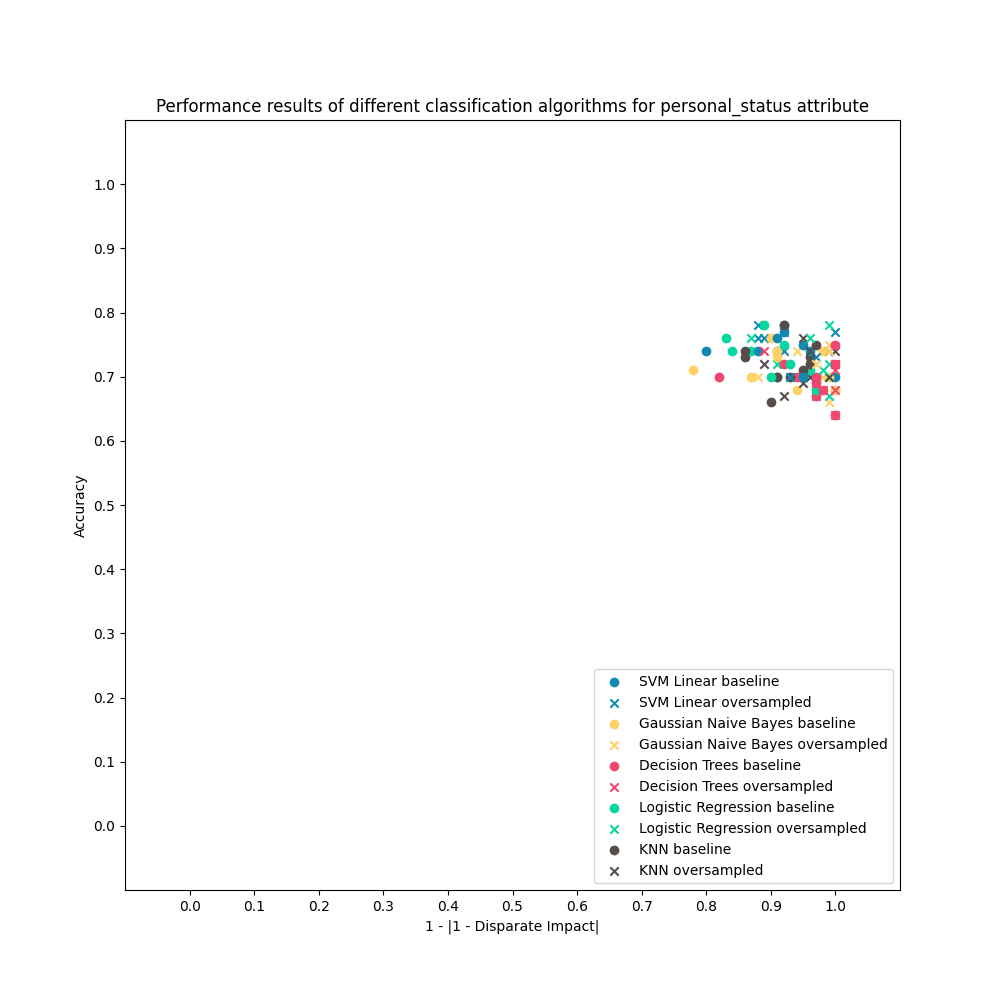 Performance results of different classification algorithms for personal_status attribute
1.0
0.9
0.8
0.7
0.6
0.5
0.4
0.3
0.2
0.1
0.0
Accuracy
SVM Linear baseline
SVM Linear oversampled
Gaussian Naive Bayes baseline
Gaussian Naive Bayes oversampled
Decision Trees baseline
Decision Trees oversampled
Logistic Regression baseline
Logistic Regression oversampled
KNN baseline
KNN oversampled
0.0 0.1 0.2 0.3 0.4 0.5 0.6 0.7 0.8 0.9 1.0
1 - |1 - Disparate Impact|